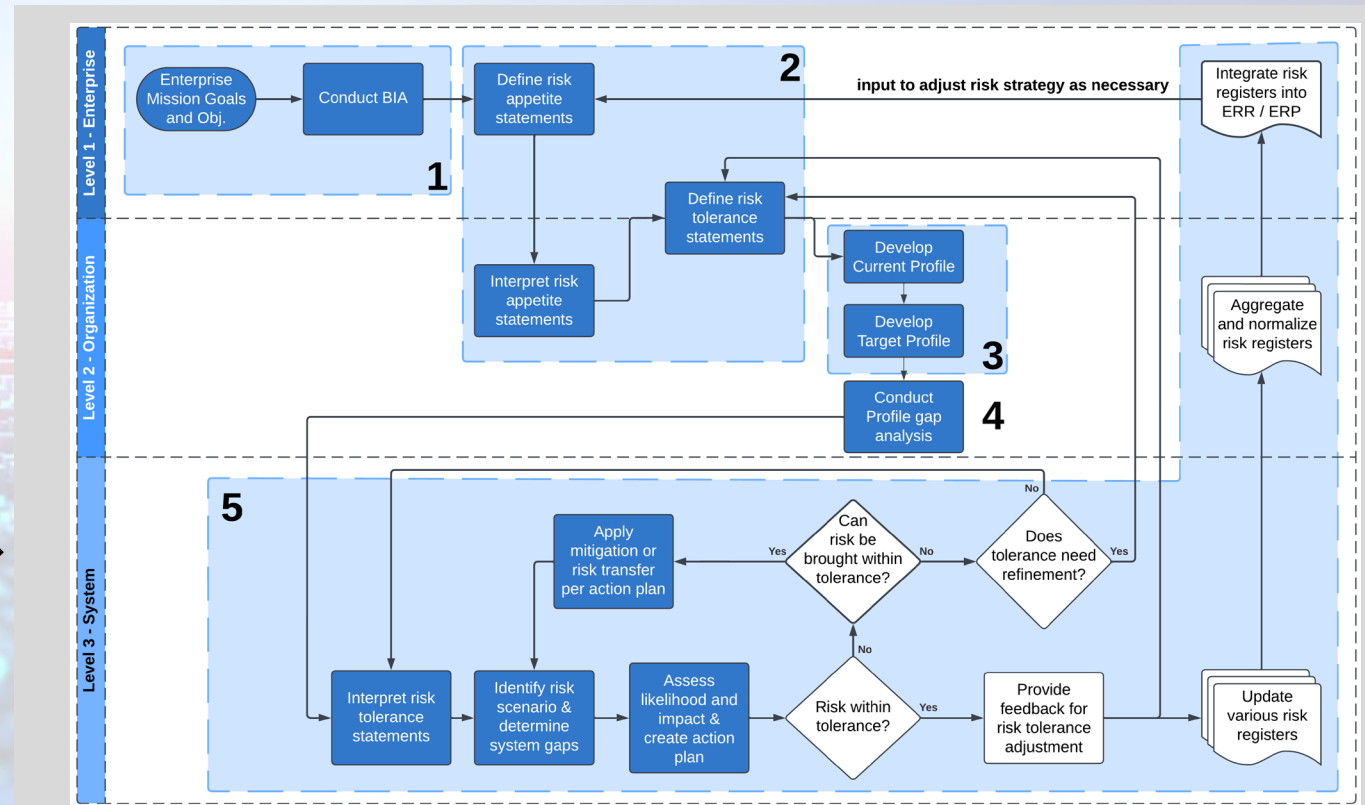 Level 1 - Enterprise
Enterprise
Mission Goals
and Obj.
Conduct BIA
1
2
Define risk
appetite
statements
input to adjust risk strategy as necessary
Integrate risk
registers into
ERR / ERP
Define risk
tolerance
statements
Level 2 - Organization
Interpret risk
appetite
statements
Develop
Current Profile
Develop
Target Profile
3
Conduct
Profile gap
analysis
4
Aggregate
and normalize
risk registers
Level 3 - System
5
Apply
mitigation or
risk transfer
per action plan
Yes
Can
risk be
brought within
tolerance?
No
No
Does
tolerance need
refinement?
Yes
Interpret risk
tolerance
statements
Identify risk
scenario &
determine
system gaps
Assess
likelihood and
impact &
create action
plan
No
Risk within
tolerance?
Yes
Provide
feedback for
risk tolerance
adjustment
Update
various risk
registers